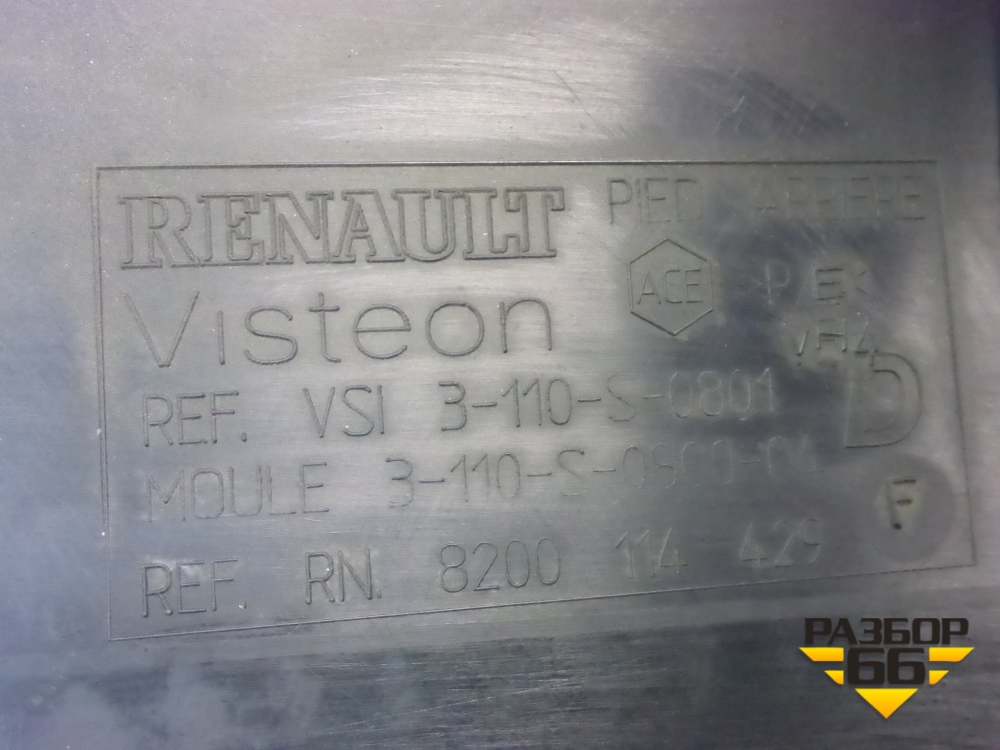 RENAULT PIED ARRIERE
ACE >P/E<
Visteon VH4
REF. VSI 3-110-S-0801 D
MOULE 3-110-S-0800-04
F
REF. RN. 8200 114 429
РАЗБОР
66